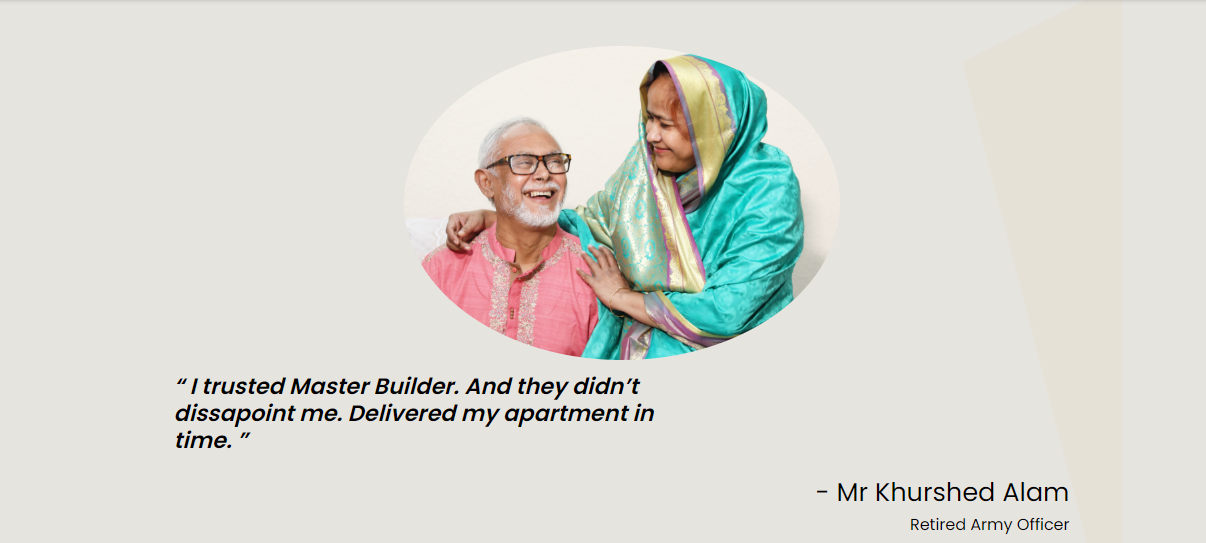 “ I trusted Master Builder. And they didn’t
dissapoint me. Delivered my apartment in
time. ”
- Mr Khurshed Alam
Retired Army Officer